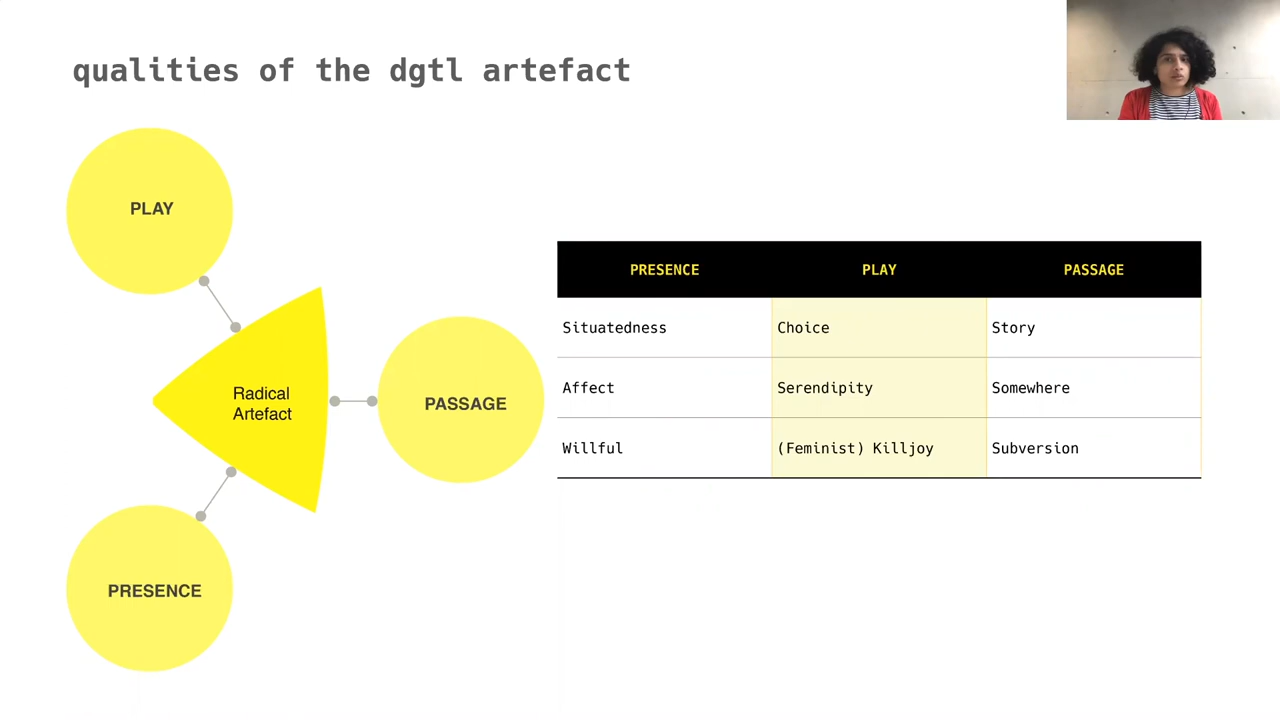 qualities of the dgtl artefact
PLAY
Radical
Artefact
PASSAGE
PRESENCE
PRESENCE PLAY PASSAGE
Situatedness Choice Story
Affect Serendipity Somewhere
Willful (Feminist) Killjoy Subversion